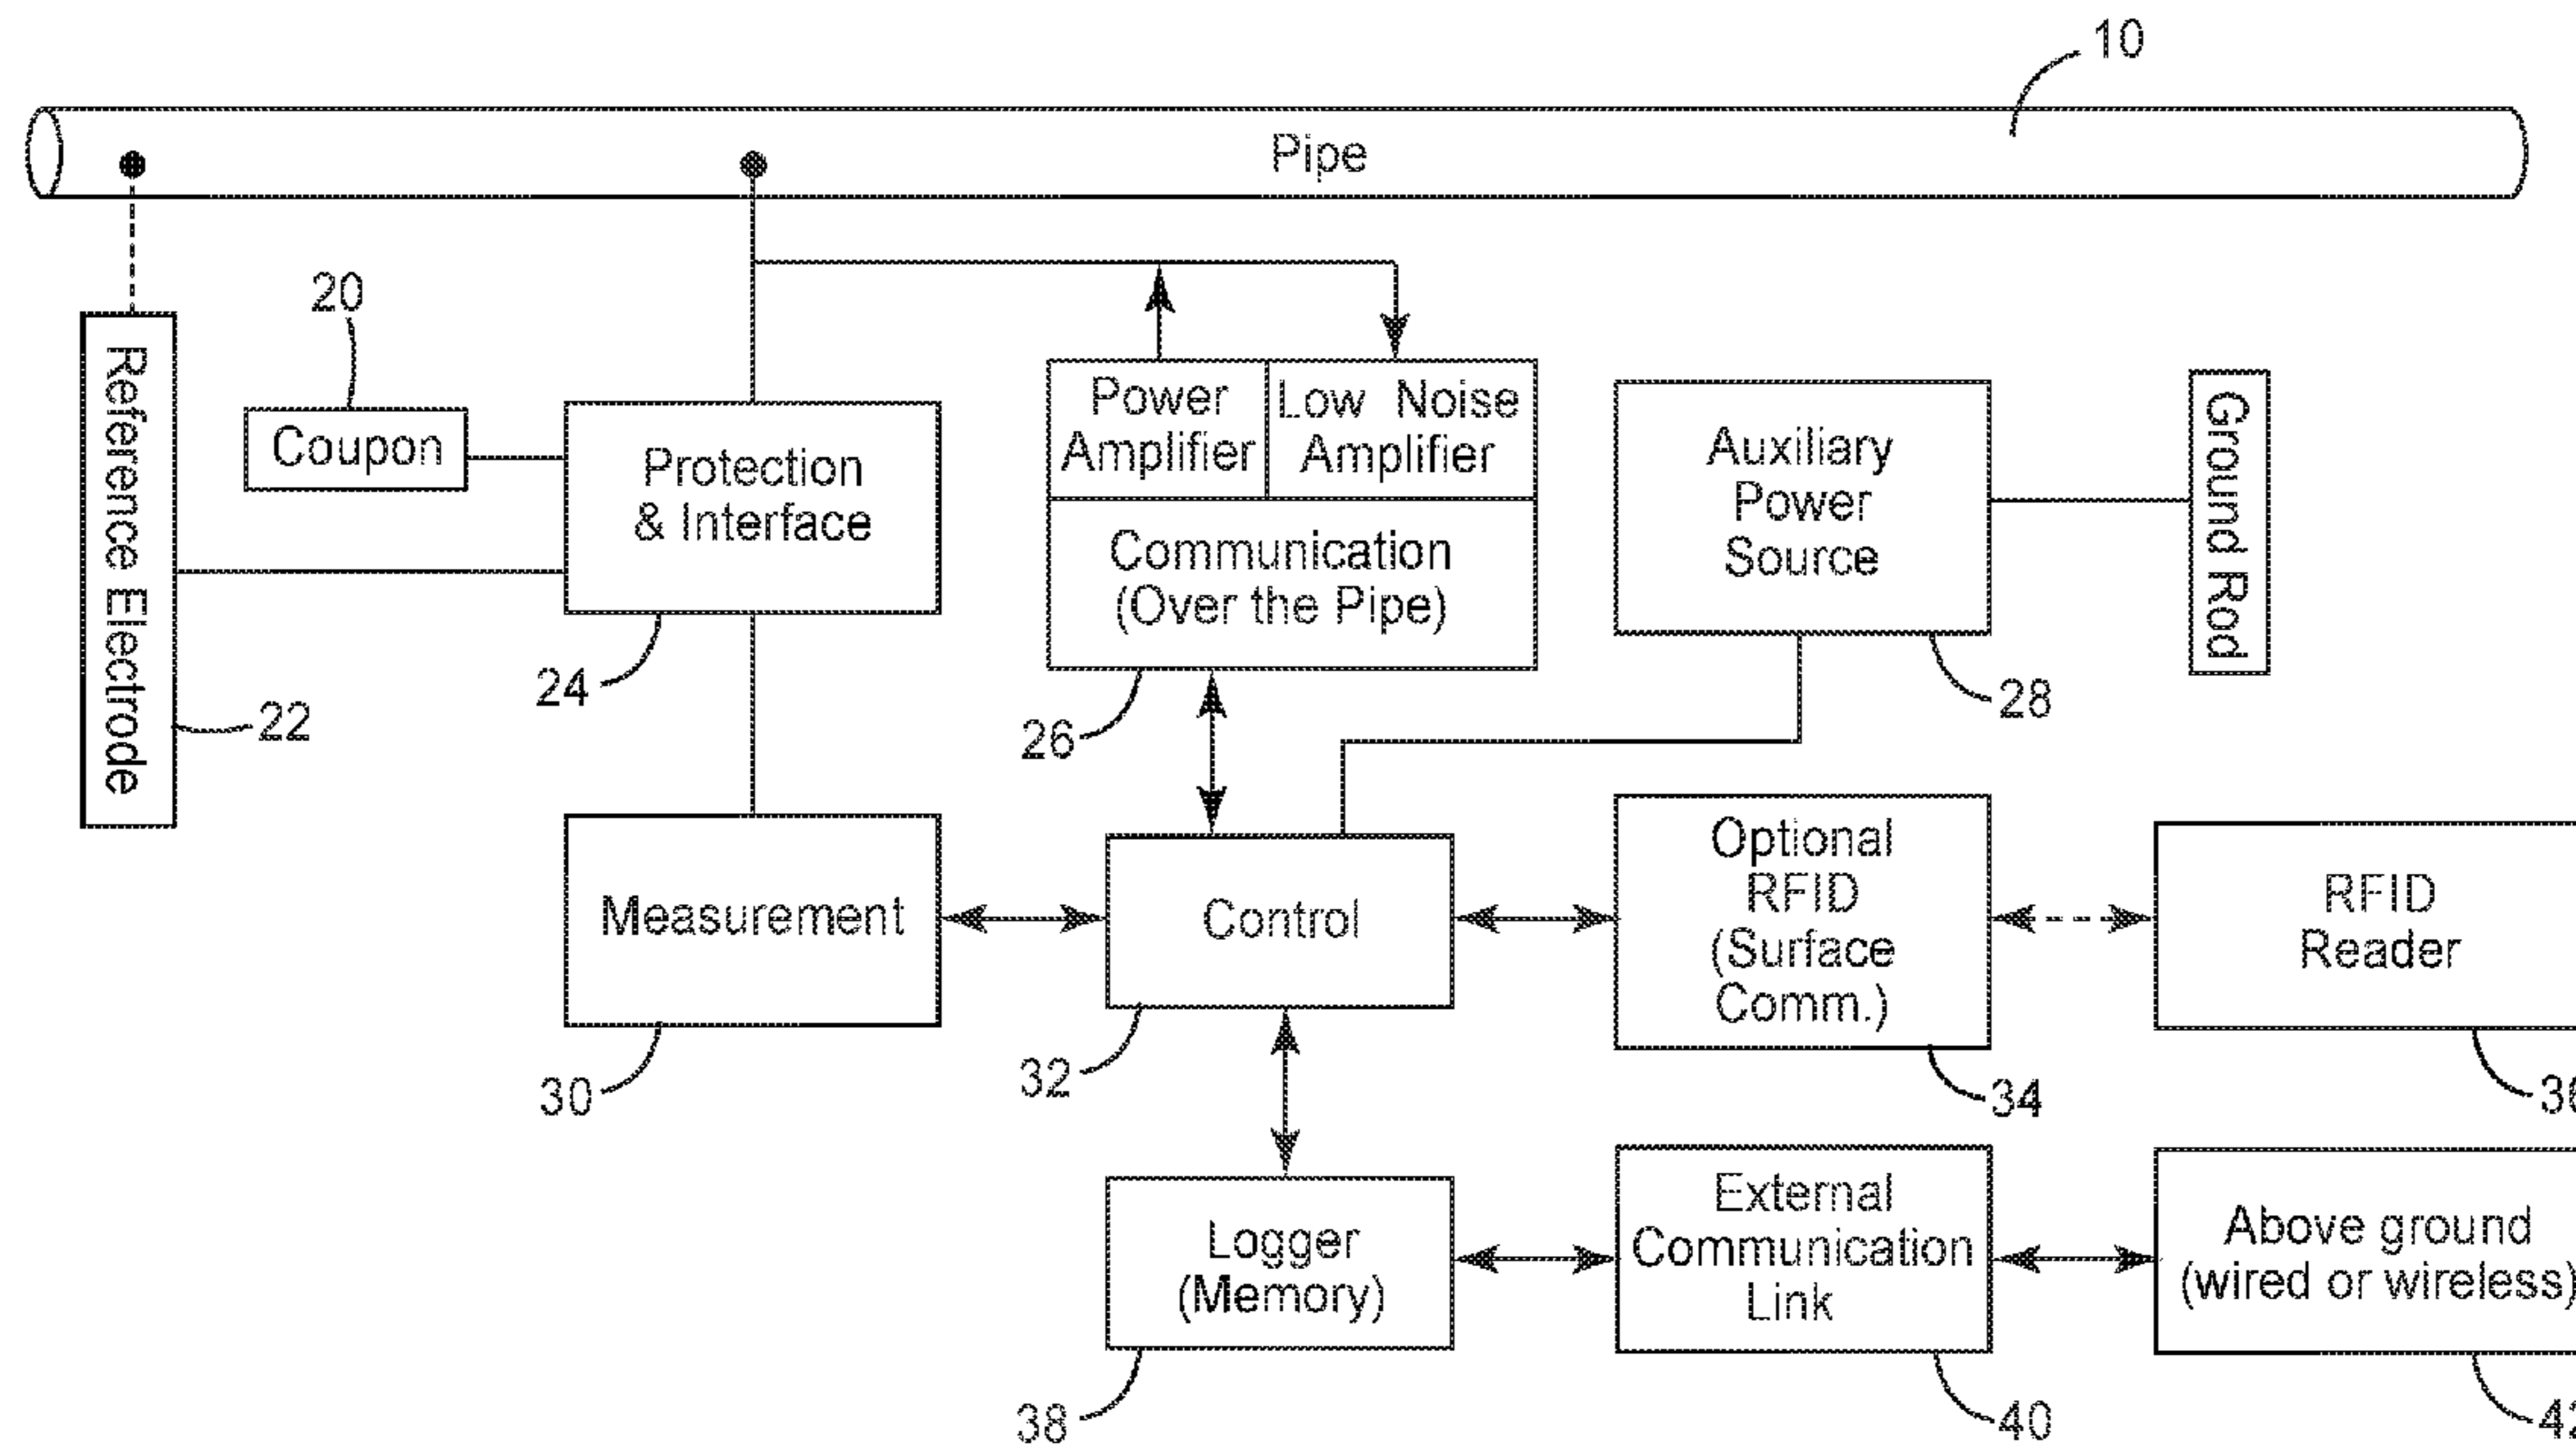 10
Pipe
20
Reference Electrode
Coupon
Protection
& Interface
Power
Amplifier
Low Noise
Amplifier
Communication
(Over the Pipe)
Auxiliary
Power
Source
Ground Rod
24
22
26
28
Measurement
Control
Optional
RFID
(Surface
Comm.)
RFID
Reader
30
32
34
Logger
(Memory)
External
Communication
Link
Above ground
(wired or wireless)
38
40